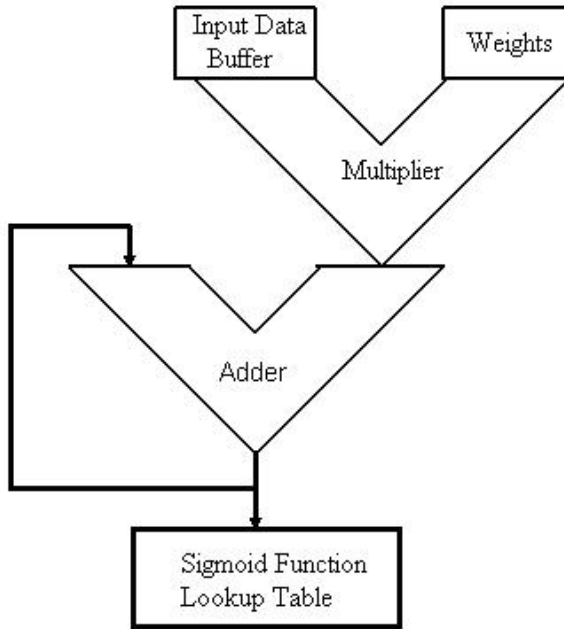 Input Data
Buffer
Weights
Multiplier
Adder
Sigmoid Function
Lookup Table